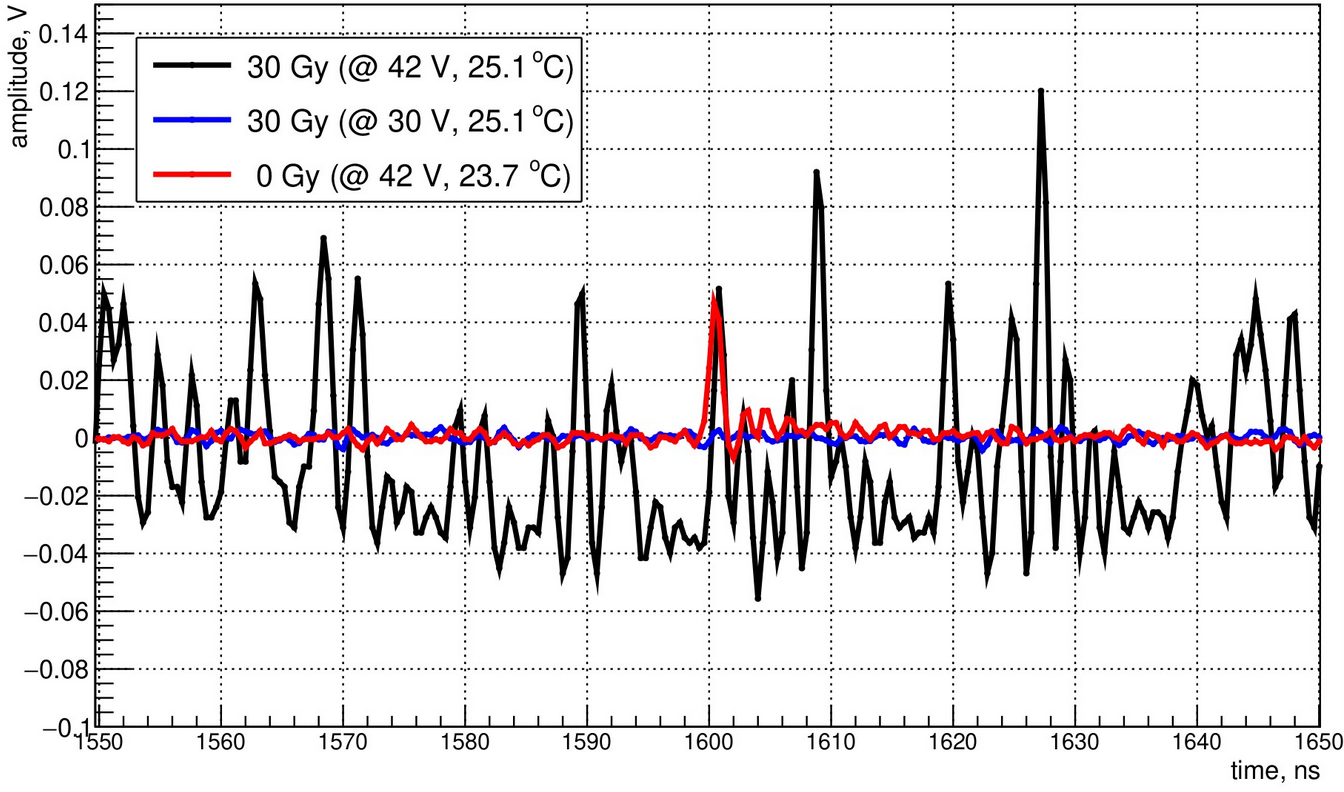 amplitude, V
0.14
0.12
0.1
0.08
0.06
0.04
0.02
0
−0.02
−0.04
−0.06
−0.08
−0.1
30 Gy (@ 42 V, 25.1 °C)
30 Gy (@ 30 V, 25.1 °C)
0 Gy (@ 42 V, 23.7 °C)
1550 1560 1570 1580 1590 1600 1610 1620 1630 1640 1650
time, ns